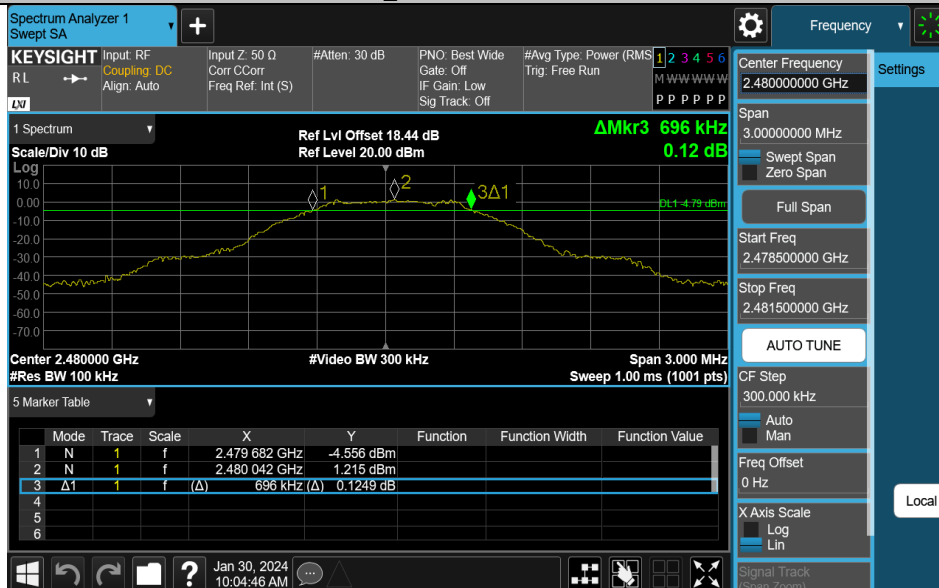 Spectrum Analyzer 1
Swept SA
+
Frequency
KEYSIGHT
RL
LXI
Input: RF
Coupling: DC
Align: Auto
Input Z: 50 Ω
Corr CCorr
Freq Ref: Int (S)
#Atten: 30 dB
PNO: Best Wide
Gate: Off
IF Gain: Low
Sig Track: Off
#Avg Type: Power (RMS
Trig: Free Run
1 2 3 4 5 6
M W W W W W
P P P P P P
1 Spectrum
Scale/Div 10 dB
Ref Lvl Offset 18.44 dB
Ref Level 20.00 dBm
ΔMkr3 696 kHz
0.12 dB
Log
10.0
0.00
-10.0
-20.0
-30.0
-40.0
-50.0
-60.0
-70.0
1
2
3Δ1
DL1 -4.79 dBm
Center 2.480000 GHz
#Video BW 300 kHz
Span 3.000 MHz
#Res BW 100 kHz
Sweep 1.00 ms (1001 pts)
5 Marker Table
Mode Trace Scale X Y Function Function Width Function Value
1 N 1 f 2.479 682 GHz -4.556 dBm
2 N 1 f 2.480 042 GHz 1.215 dBm
3 Δ1 1 f (Δ) 696 kHz (Δ) 0.1249 dB
4
5
6
?
Jan 30, 2024
10:04:46 AM
Center Frequency
2.480000000 GHz
Settings
Span
3.00000000 MHz
Swept Span
Zero Span
Full Span
Start Freq
2.478500000 GHz
Stop Freq
2.481500000 GHz
AUTO TUNE
CF Step
300.000 kHz
Auto
Man
Freq Offset
0 Hz
Local
X Axis Scale
Log
Lin
Signal Track
(Span Zoom)